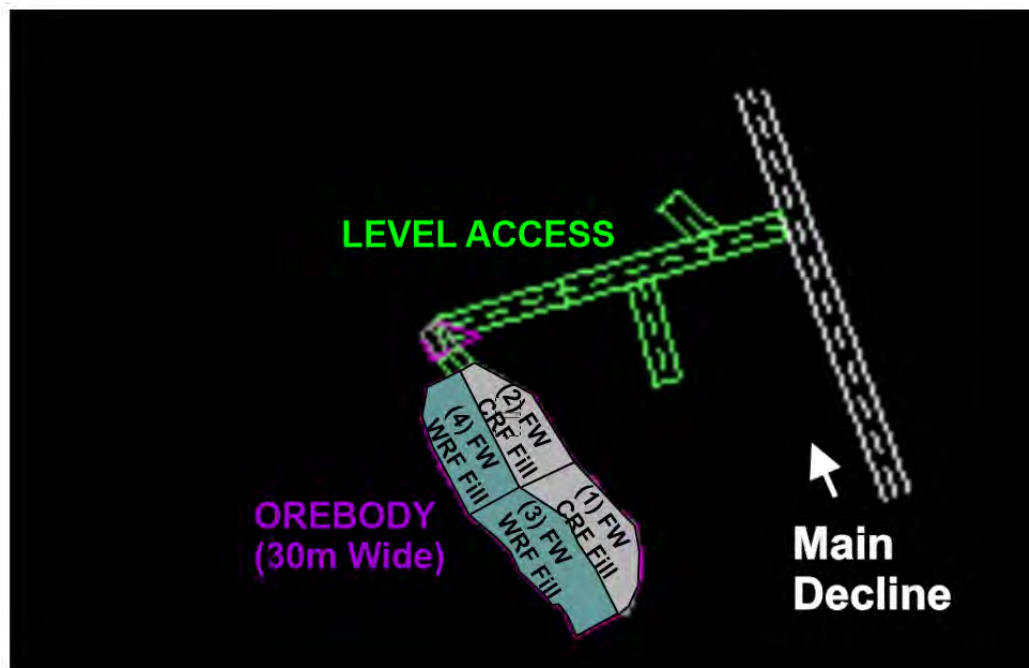 LEVEL ACCESS
(2) FW
CRF Fill
(4) FW
WRF Fill
(1) FW
CRF Fill
(3) FW
WRF Fill
OREBODY
(30m Wide)
Main
Decline